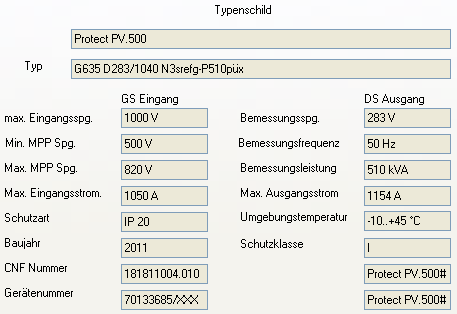 Typenschild
Protect PV.500
Typ G635 D283/1040 N3srefg-P510püx
GS Eingang DS Ausgang
max. Eingangsspg. 1000 V Bemessungsspg. 283 V
Min. MPP Spg. 500 V Bemessungsfrequenz 50 Hz
Max. MPP Spg. 820 V Bemessungsleistung 510 kVA
Max. Eingangsstrom. 1050 A Max. Ausgangsstrom 1154 A
Schutzart IP 20 Umgebungstemperatur -10..+45 °C
Baujahr 2011 Schutzklasse I
CNF Nummer 181811004.010 Protect PV.500#
Gerätenummer 70133685/XXX Protect PV.500#